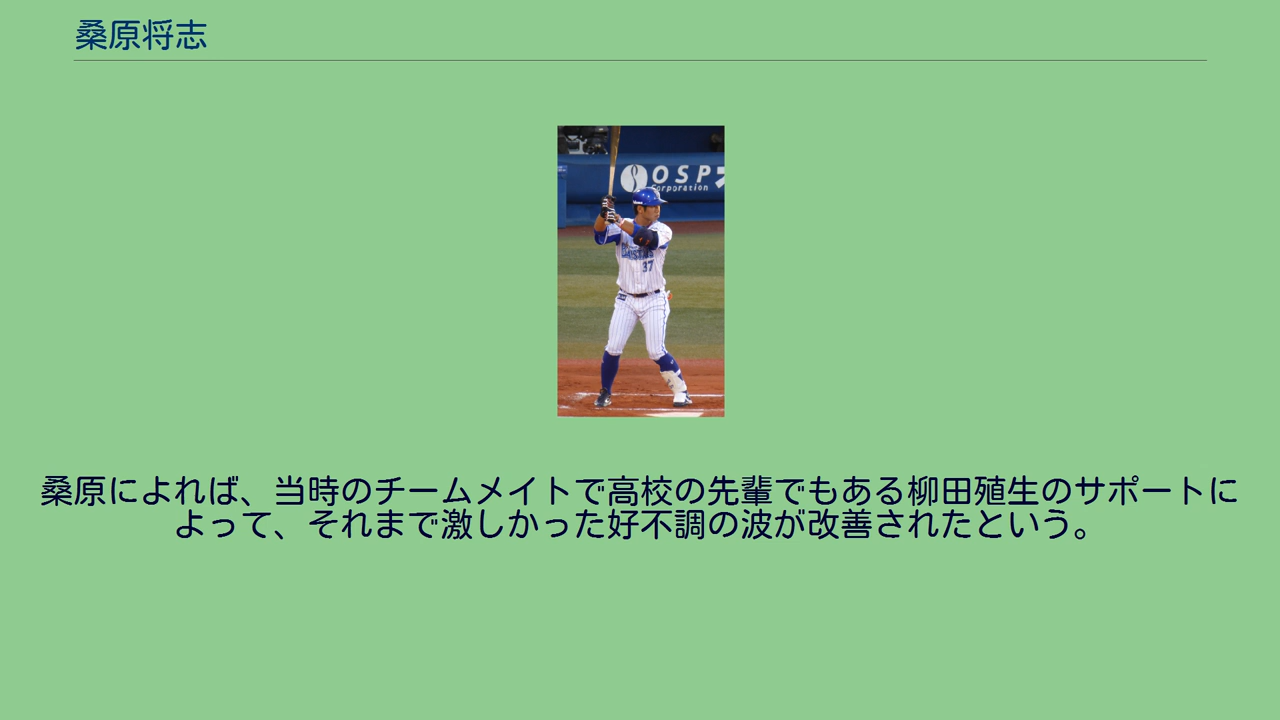 桑原将志
OSP
Corporation
37
桑原によれば、当時のチームメイトで高校の先輩でもある柳田殖生のサポートに
よって、それまで激しかった好不調の波が改善されたという。